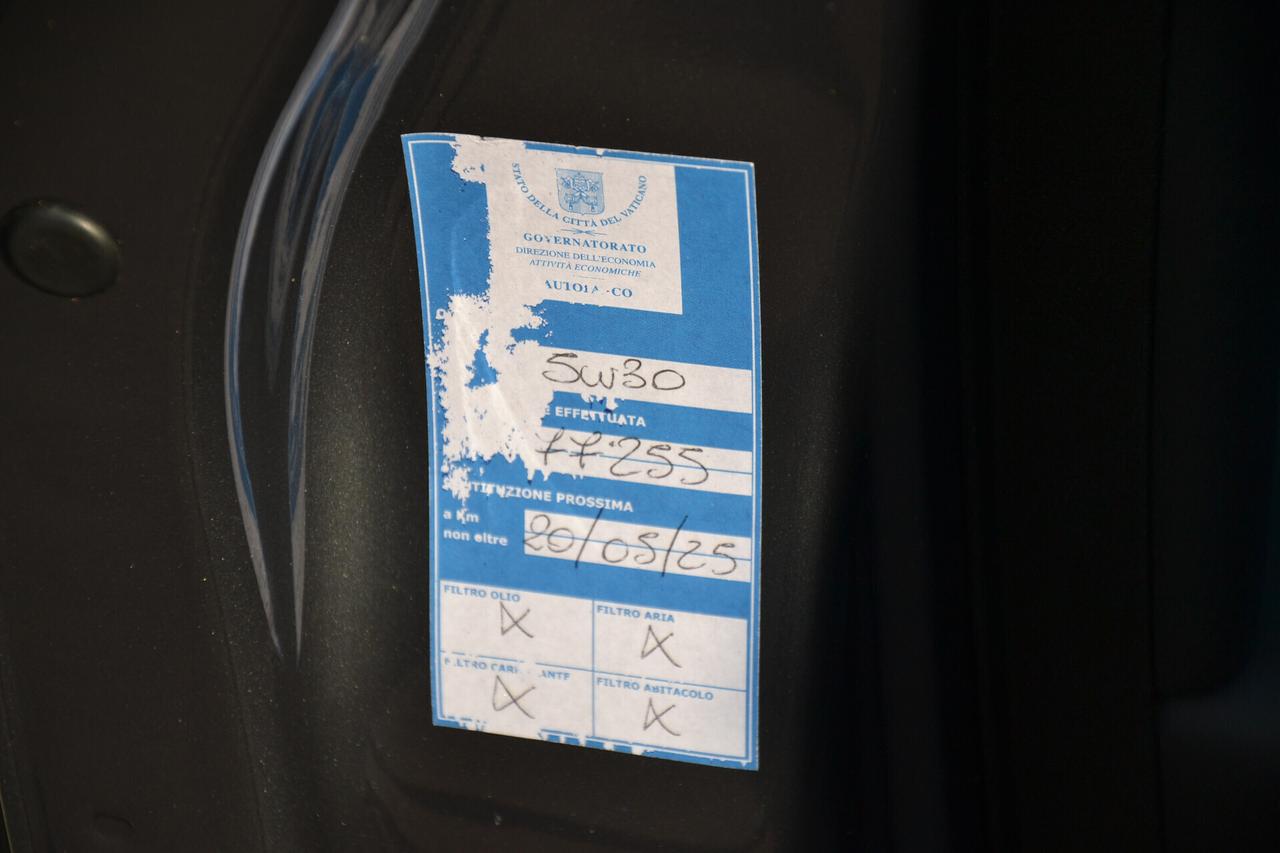 STATO DELLA CITTÀ DEL VATICANO
GOVERNATORATO
DIREZIONE DELL'ECONOMIA
ATTIVITÀ ECONOMICHE
5W30
EFFETTUATA
77.255
PROSSIMA
a Km
non oltre 20/05/25
FILTRO OLIO
FILTRO ARIA
X
X
FILTRO ABITACOLO
X
X